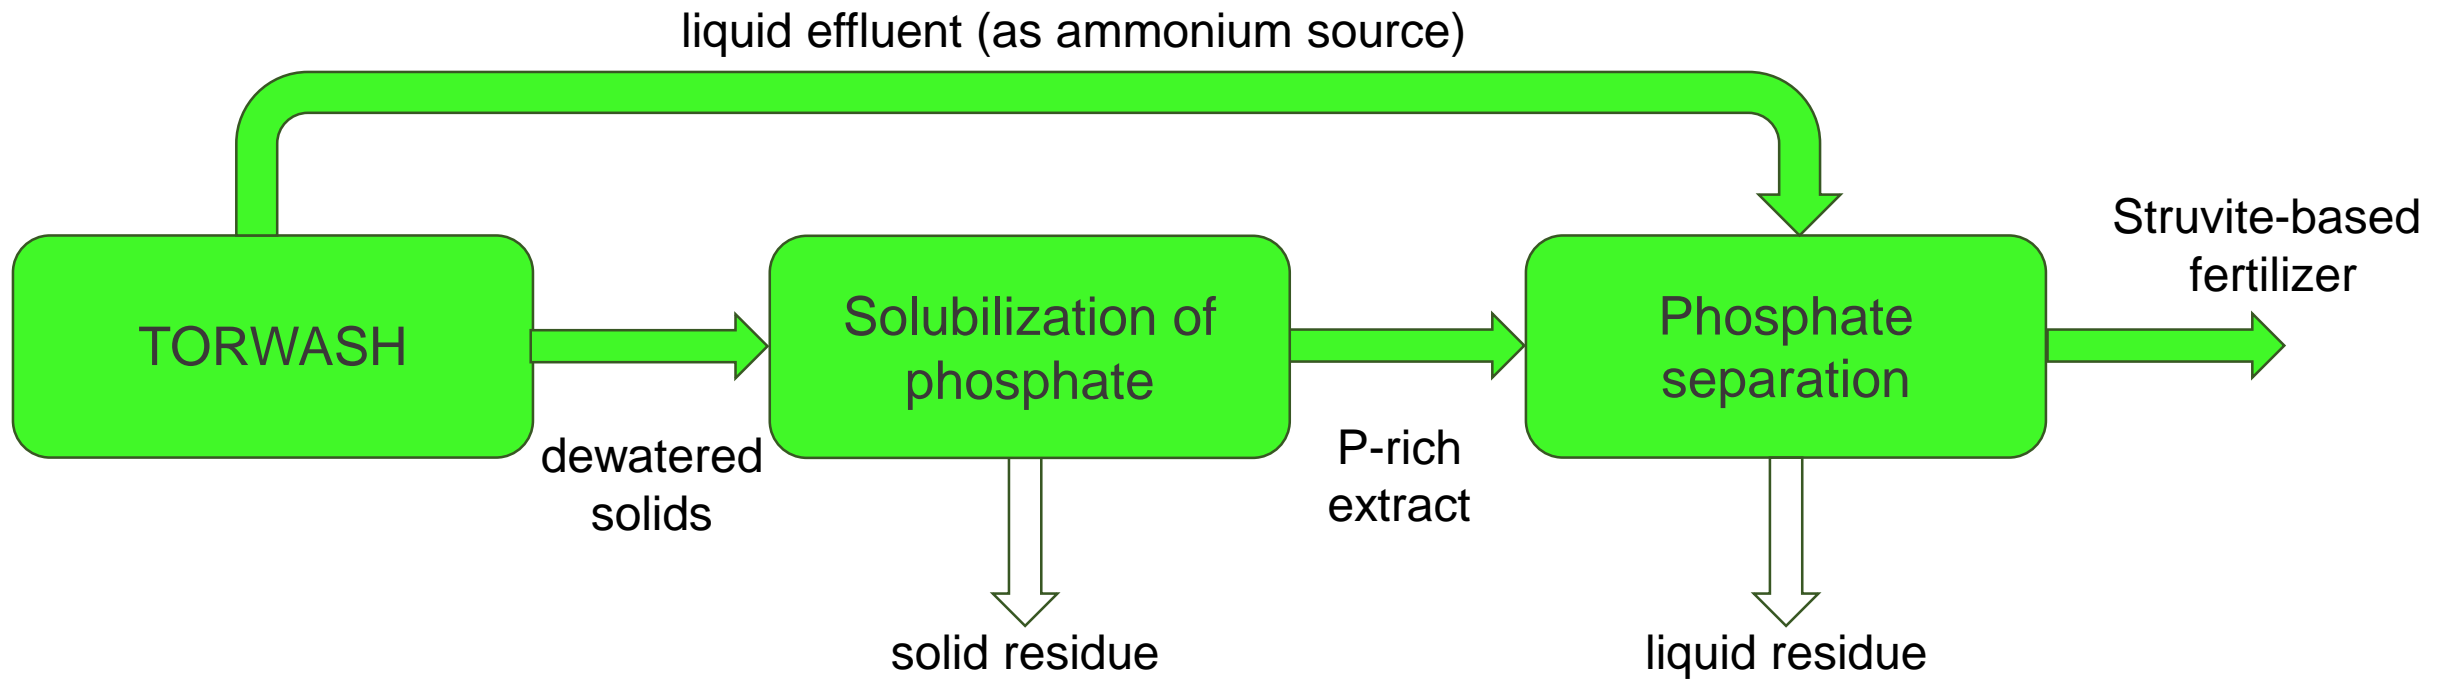 liquid effluent (as ammonium source)
TORWASH
dewatered
solids
Solubilization of
phosphate
solid residue
P-rich
extract
Phosphate
separation
liquid residue
Struvite-based
fertilizer